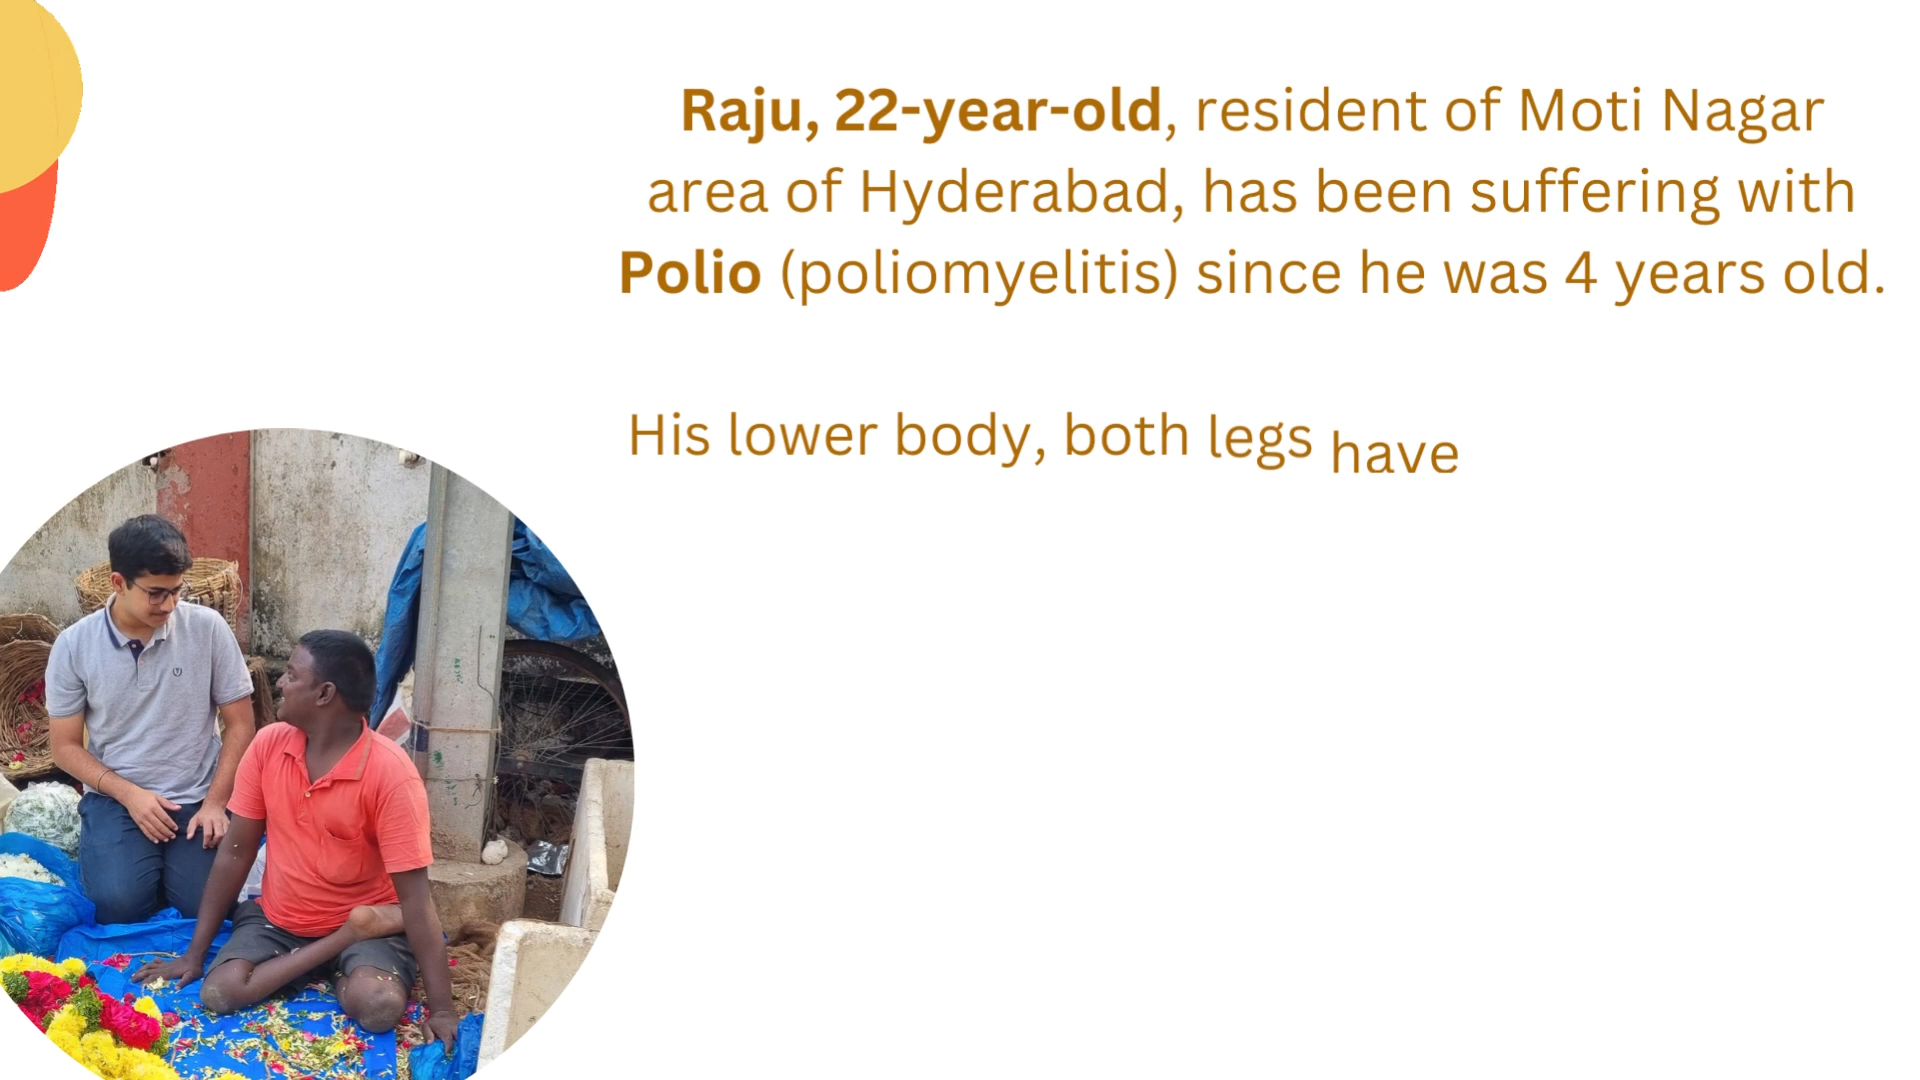 Raju, 22-year-old, resident of Moti Nagar
area of Hyderabad, has been suffering with
Polio (poliomyelitis) since he was 4 years old.
His lower body, both legs have